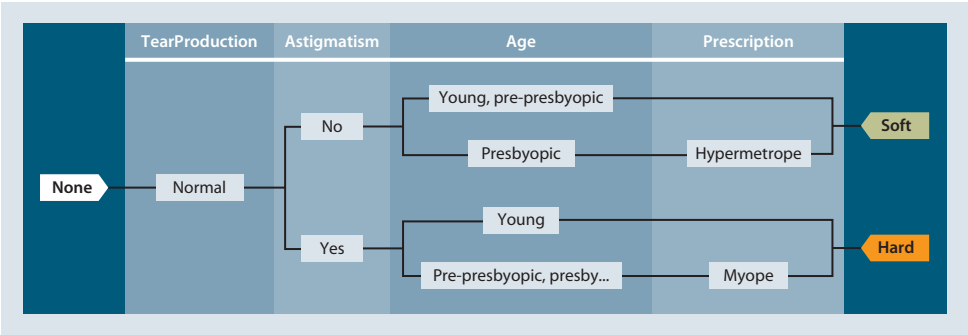 TearProduction Astigmatism Age Prescription
Young, pre-presbyopic
No
Soft
Presbyopic Hypermetrope
None Normal
Young
Yes
Hard
Pre-presbyopic, presby... Myope